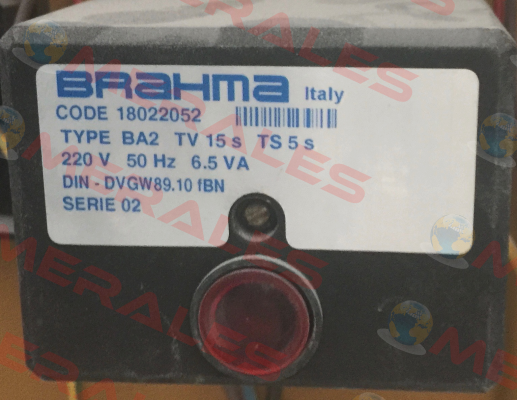 BRAHMA Italy
CODE 18022052
TYPE BA2 TV 15 s TS 5 s
220 V 50 Hz 6.5 VA
DIN - DVGW89.10 fBN
SERIE 02
MERALES